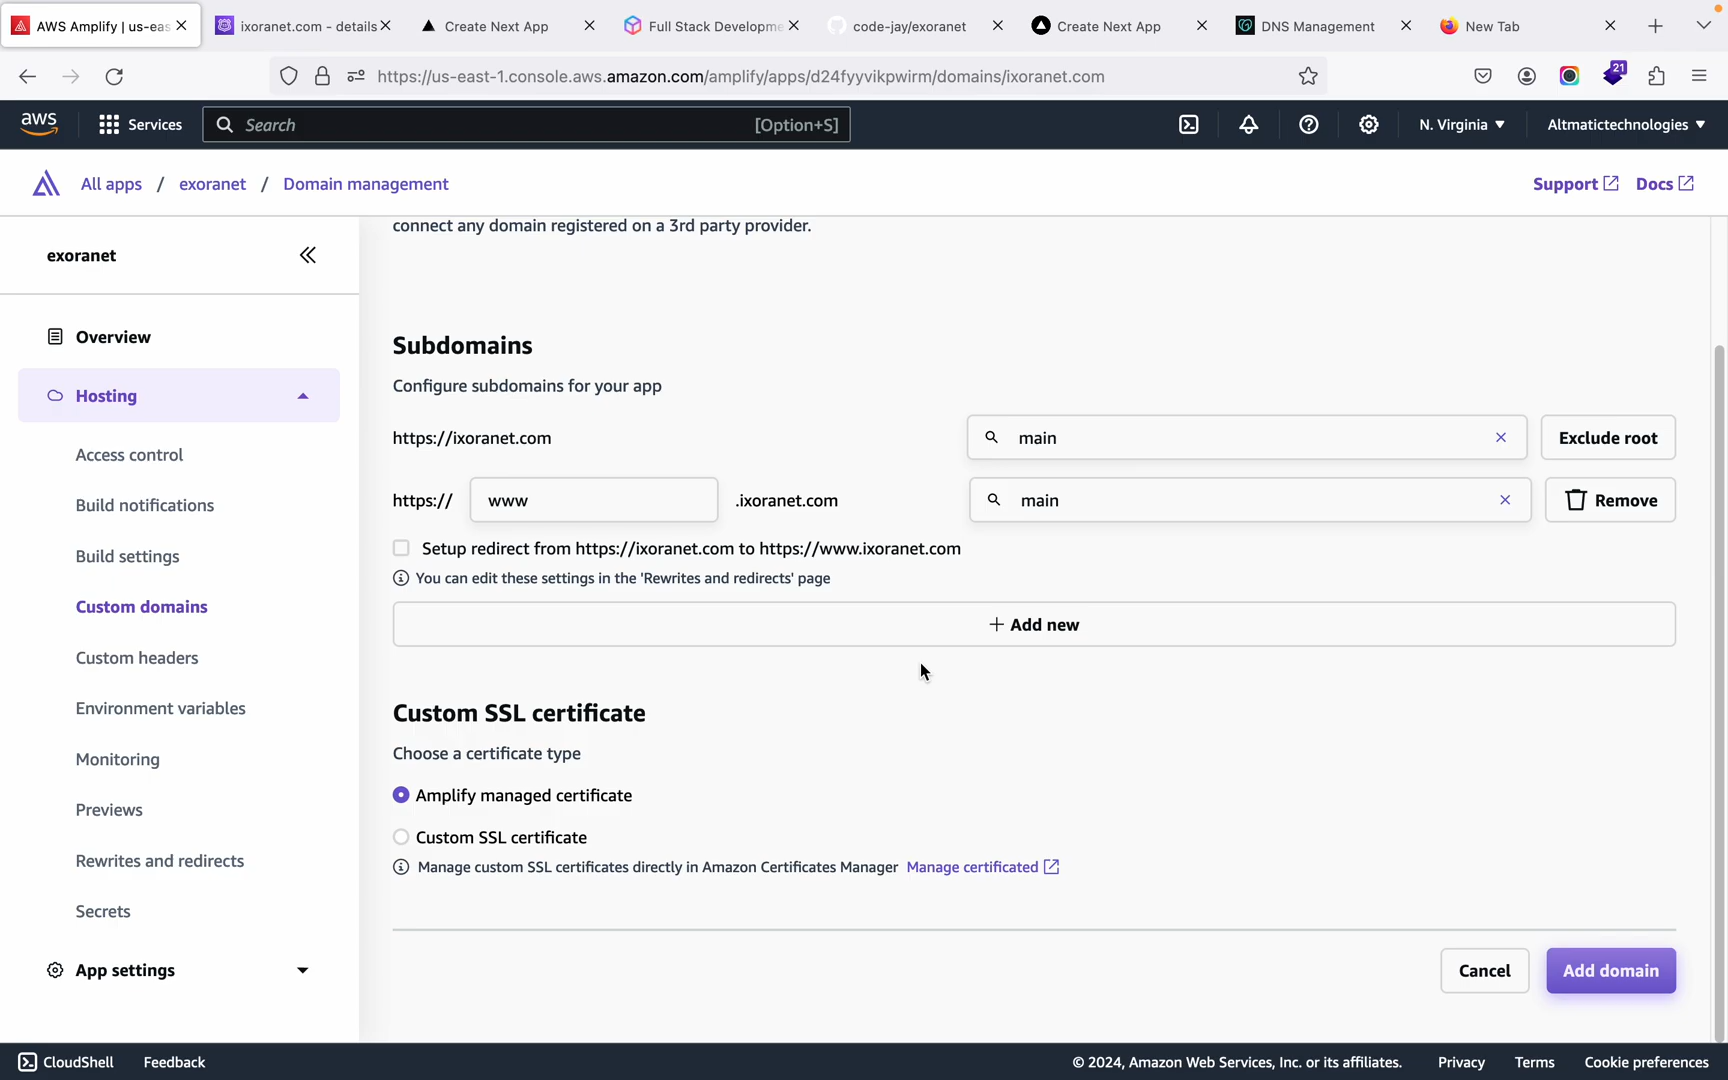 AWS Amplify | us-eas
ixoranet.com - details
Create Next App
Full Stack Developme
code-jay/exoranet
Create Next App
DNS Management
New Tab
https://us-east-1.console.aws.amazon.com/amplify/apps/d24fyyvikpwirm/domains/ixoranet.com
21
aws
Services
Search
[Option+S]
N. Virginia
Altmatictechnologies
All apps / exoranet / Domain management
Support
Docs
exoranet
Overview
Hosting
Access control
Build notifications
Build settings
Custom domains
Custom headers
Environment variables
Monitoring
Previews
Rewrites and redirects
Secrets
App settings
connect any domain registered on a 3rd party provider.
Subdomains
Configure subdomains for your app
https://ixoranet.com
main
Exclude root
https://
www
.ixoranet.com
main
Remove
Setup redirect from https://ixoranet.com to https://www.ixoranet.com
You can edit these settings in the 'Rewrites and redirects' page
+ Add new
Custom SSL certificate
Choose a certificate type
Amplify managed certificate
Custom SSL certificate
Manage custom SSL certificates directly in Amazon Certificates Manager Manage certificated
Cancel
Add domain
CloudShell
Feedback
© 2024, Amazon Web Services, Inc. or its affiliates.
Privacy
Terms
Cookie preferences